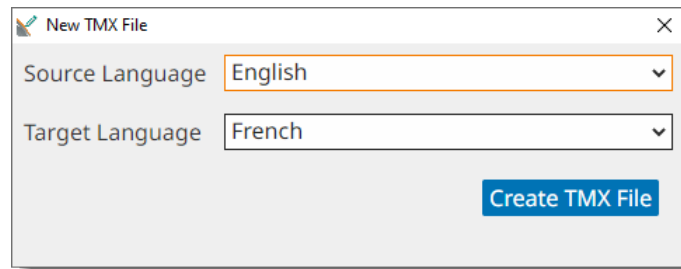 New TMX File
Source Language English
Target Language French
Create TMX File